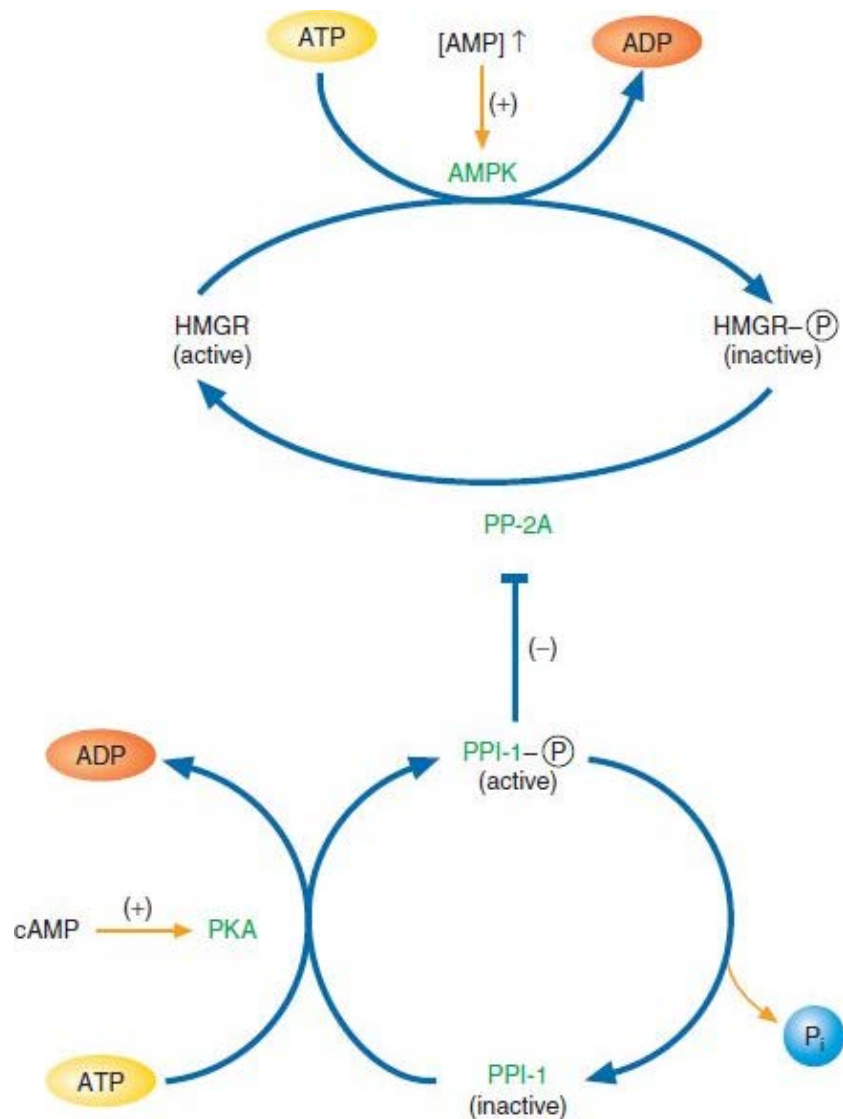 ATP
[AMP] ↑
ADP
(+)
AMPK
HMGR
(active)
HMGR–Ⓟ
(inactive)
PP-2A
(–)
ADP
PPI-1–Ⓟ
(active)
cAMP
(+)
PKA
ATP
PPI-1
(inactive)
Pi